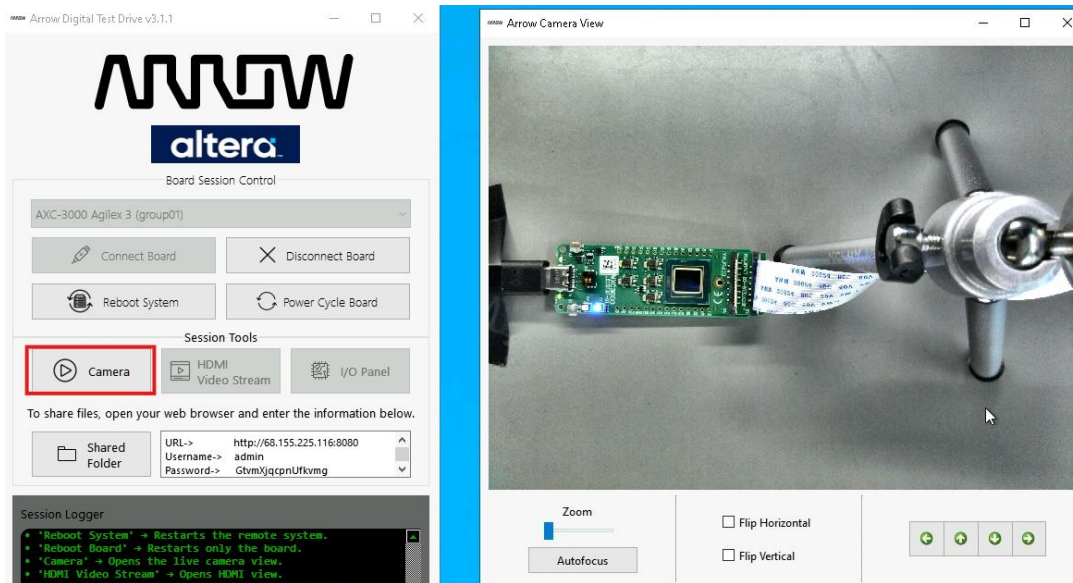 Arrow Digital Test Drive v3.1.1
ARROW
altera
Board Session Control
AXC-3000 Agilex 3 (group01)
Connect Board
Disconnect Board
Reboot System
Power Cycle Board
Session Tools
Camera
HDMI
Video Stream
I/O Panel
To share files, open your web browser and enter the information below.
Shared
Folder
URL-> http://68.155.225.116:8080
Username-> admin
Password-> GtvmXjqcpnUfkvmg
Session Logger
• 'Reboot System' → Restarts the remote system.
• 'Reboot Board' → Restarts only the board.
• 'Camera' → Opens the live camera view.
• 'HDMI Video Stream' → Opens HDMI view.
Arrow Camera View
Zoom
Autofocus
Flip Horizontal
Flip Vertical